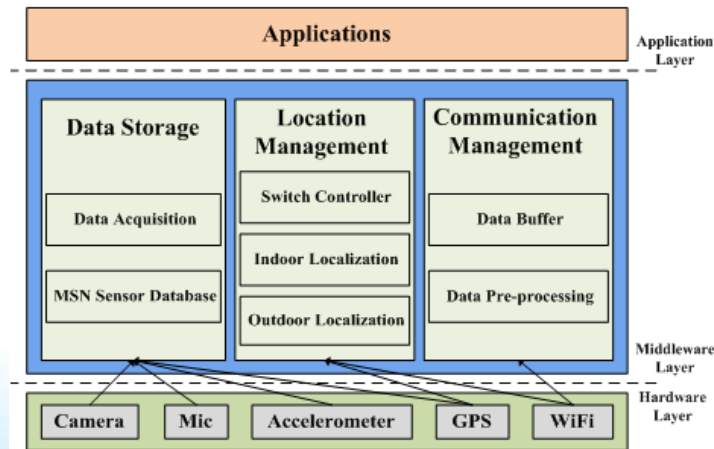 Applications
Application
Layer
Data Storage
Data Acquisition
MSN Sensor Database
Location
Management
Switch Controller
Indoor Localization
Outdoor Localization
Communication
Management
Data Buffer
Data Pre-processing
Middleware
Layer
Hardware
Layer
Camera
Mic
Accelerometer
GPS
WiFi